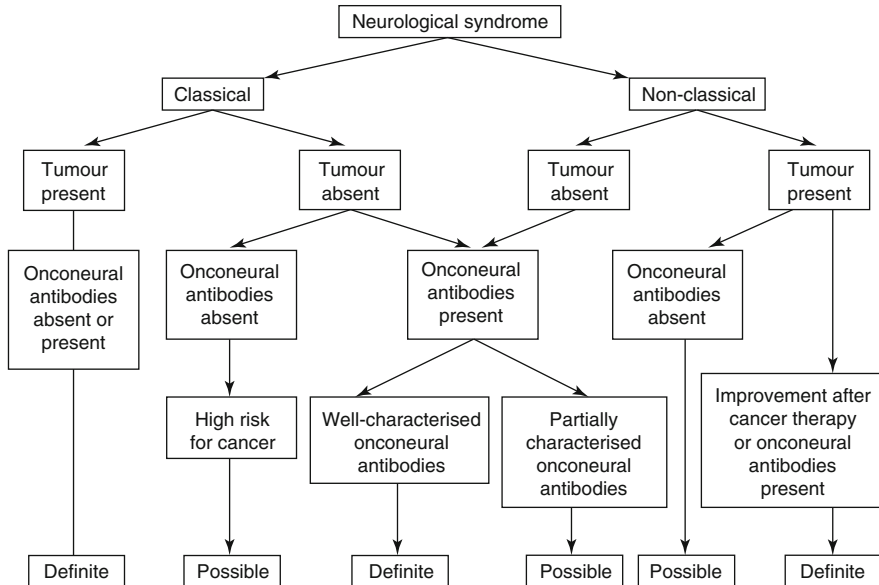 Neurological syndrome
Classical
Non-classical
Tumour
present
Tumour
absent
Tumour
absent
Tumour
present
Onconeural
antibodies
absent or
present
Onconeural
antibodies
absent
Onconeural
antibodies
present
Onconeural
antibodies
absent
High risk
for cancer
Well-characterised
onconeural
antibodies
Partially
characterised
onconeural
antibodies
Improvement after
cancer therapy
or onconeural
antibodies
present
Definite
Possible
Definite
Possible
Possible
Definite